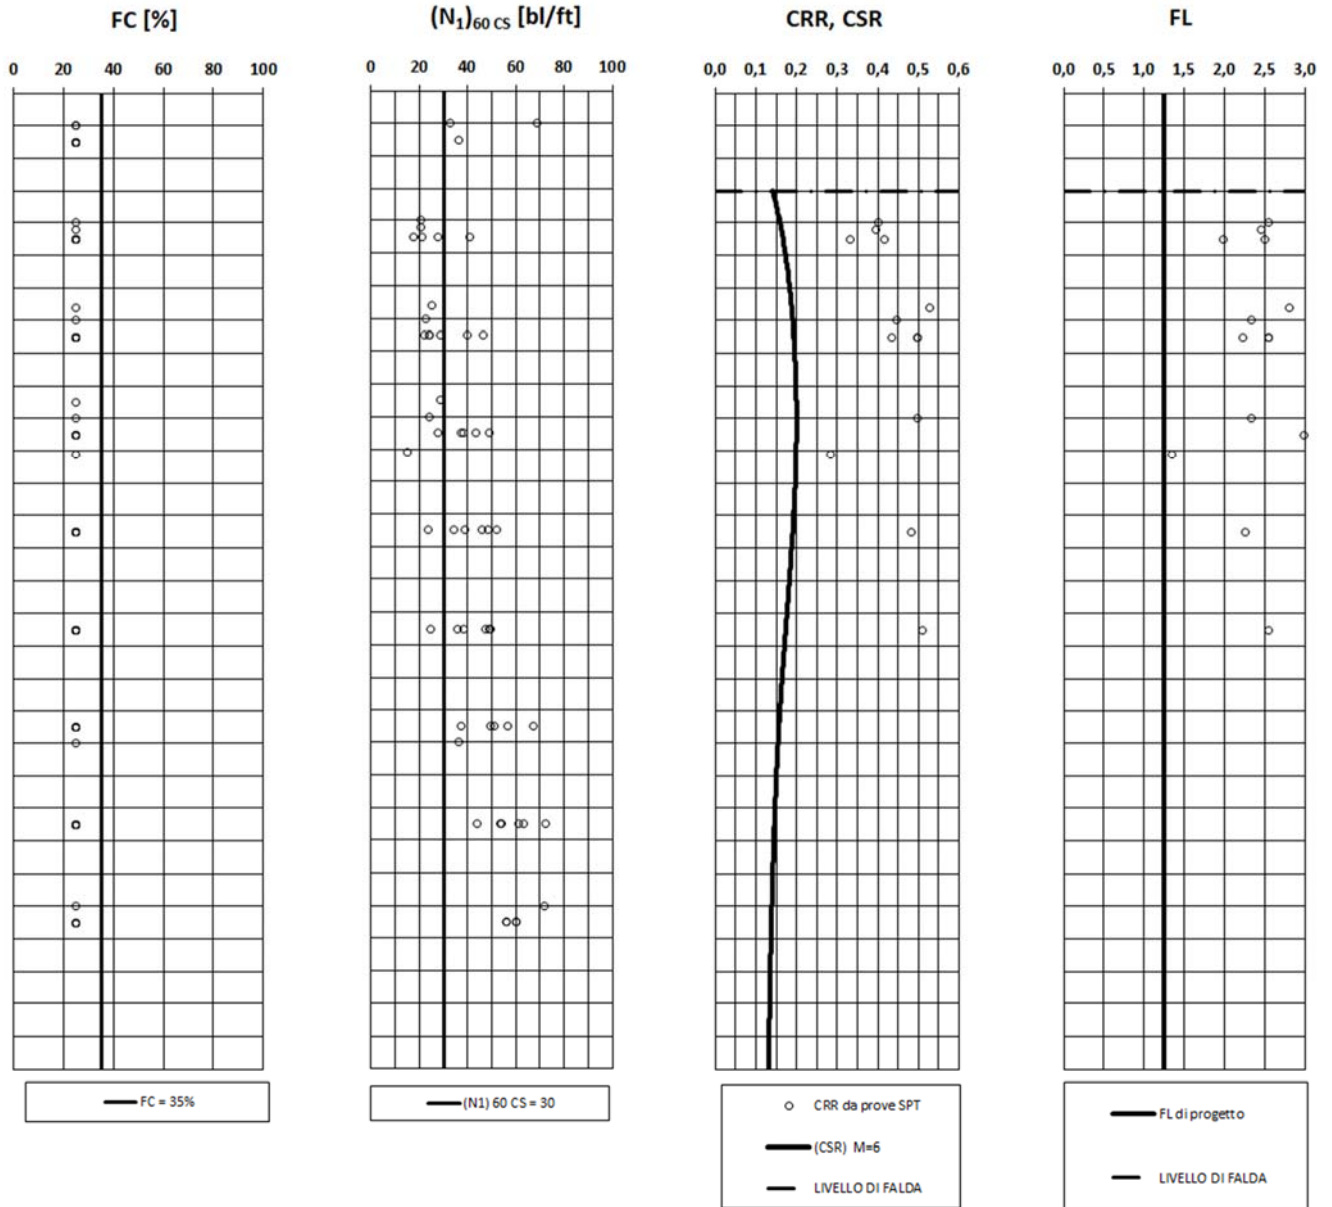 FC [%]
(N1)60 CS [bl/ft]
CRR, CSR
FL
0 20 40 60 80 100
0 20 40 60 80 100
0,0 0,1 0,2 0,3 0,4 0,5 0,6
0,0 0,5 1,0 1,5 2,0 2,5 3,0
FC = 35%
(N1) 60 CS = 30
CRR da prove SPT
(CSR) M=6
LIVELLO DI FALDA
FL di progetto
LIVELLO DI FALDA